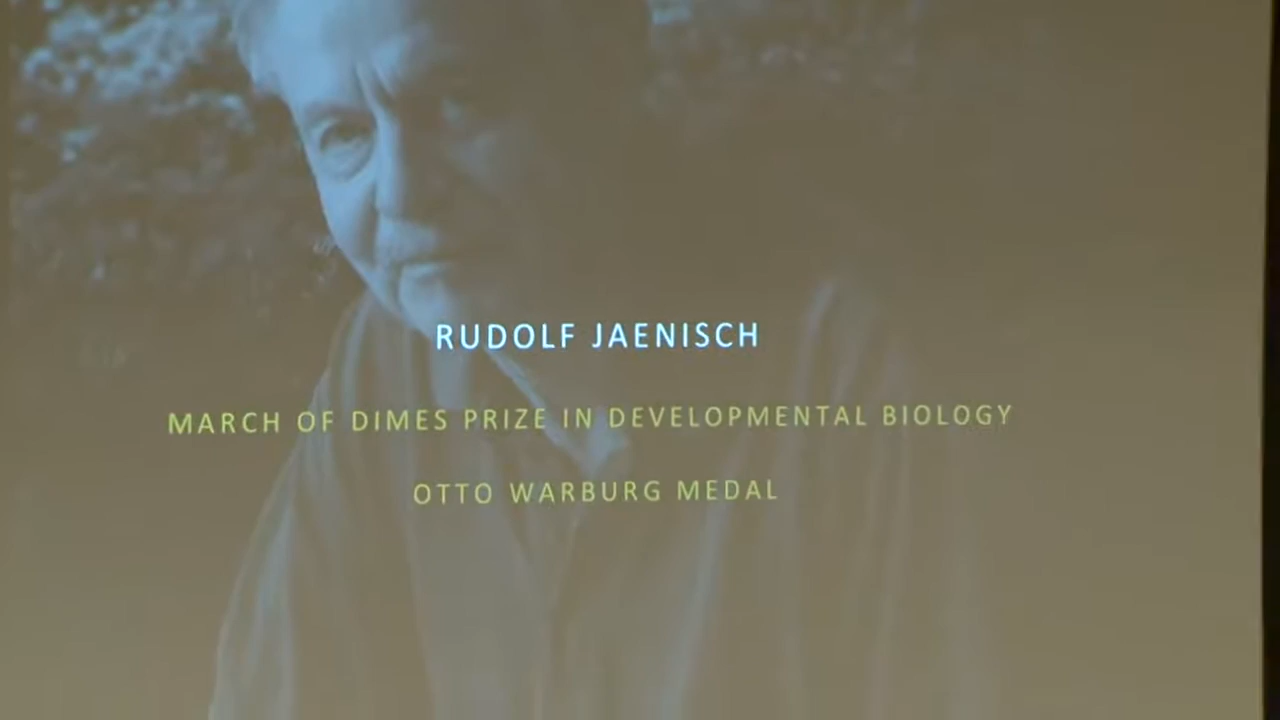 RUDOLF JAENISCH
MARCH OF DIMES PRIZE IN DEVELOPMENTAL BIOLOGY
OTTO WARBURG MEDAL